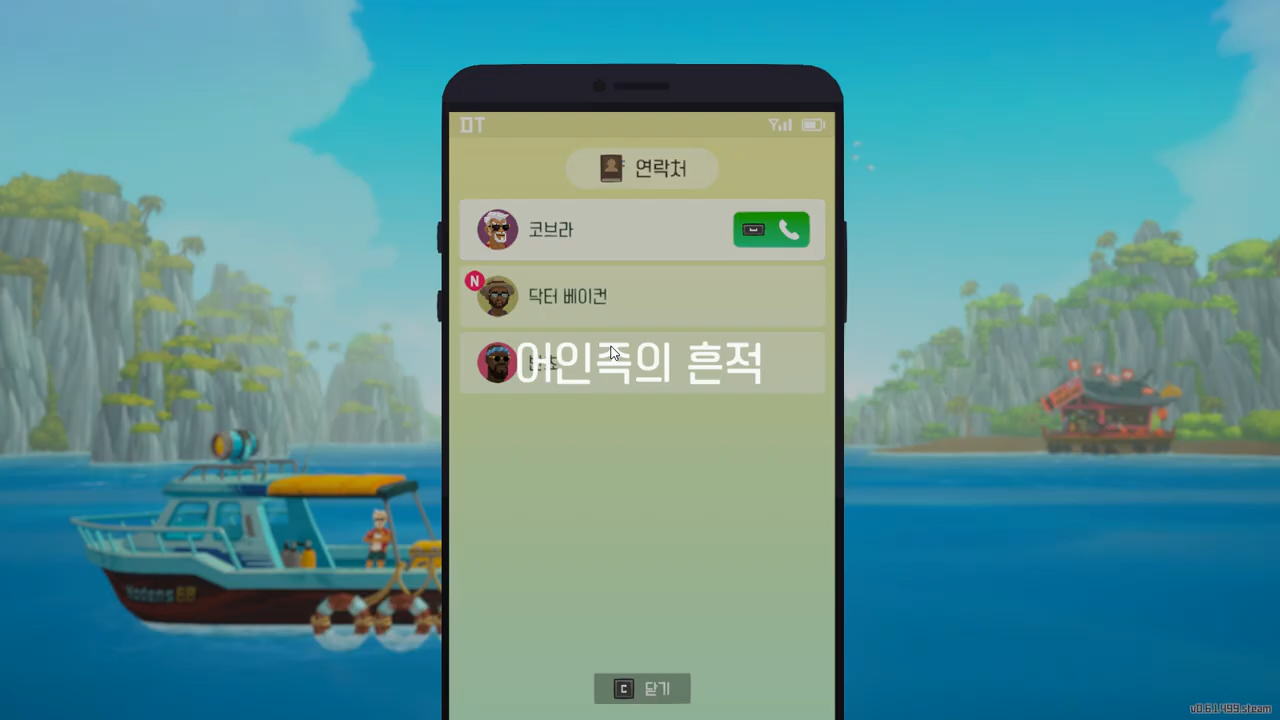 DT
연락처
코브라
N
닥터 베이컨
어인족의 흔적
C 닫기
v0.6.1.499.steam